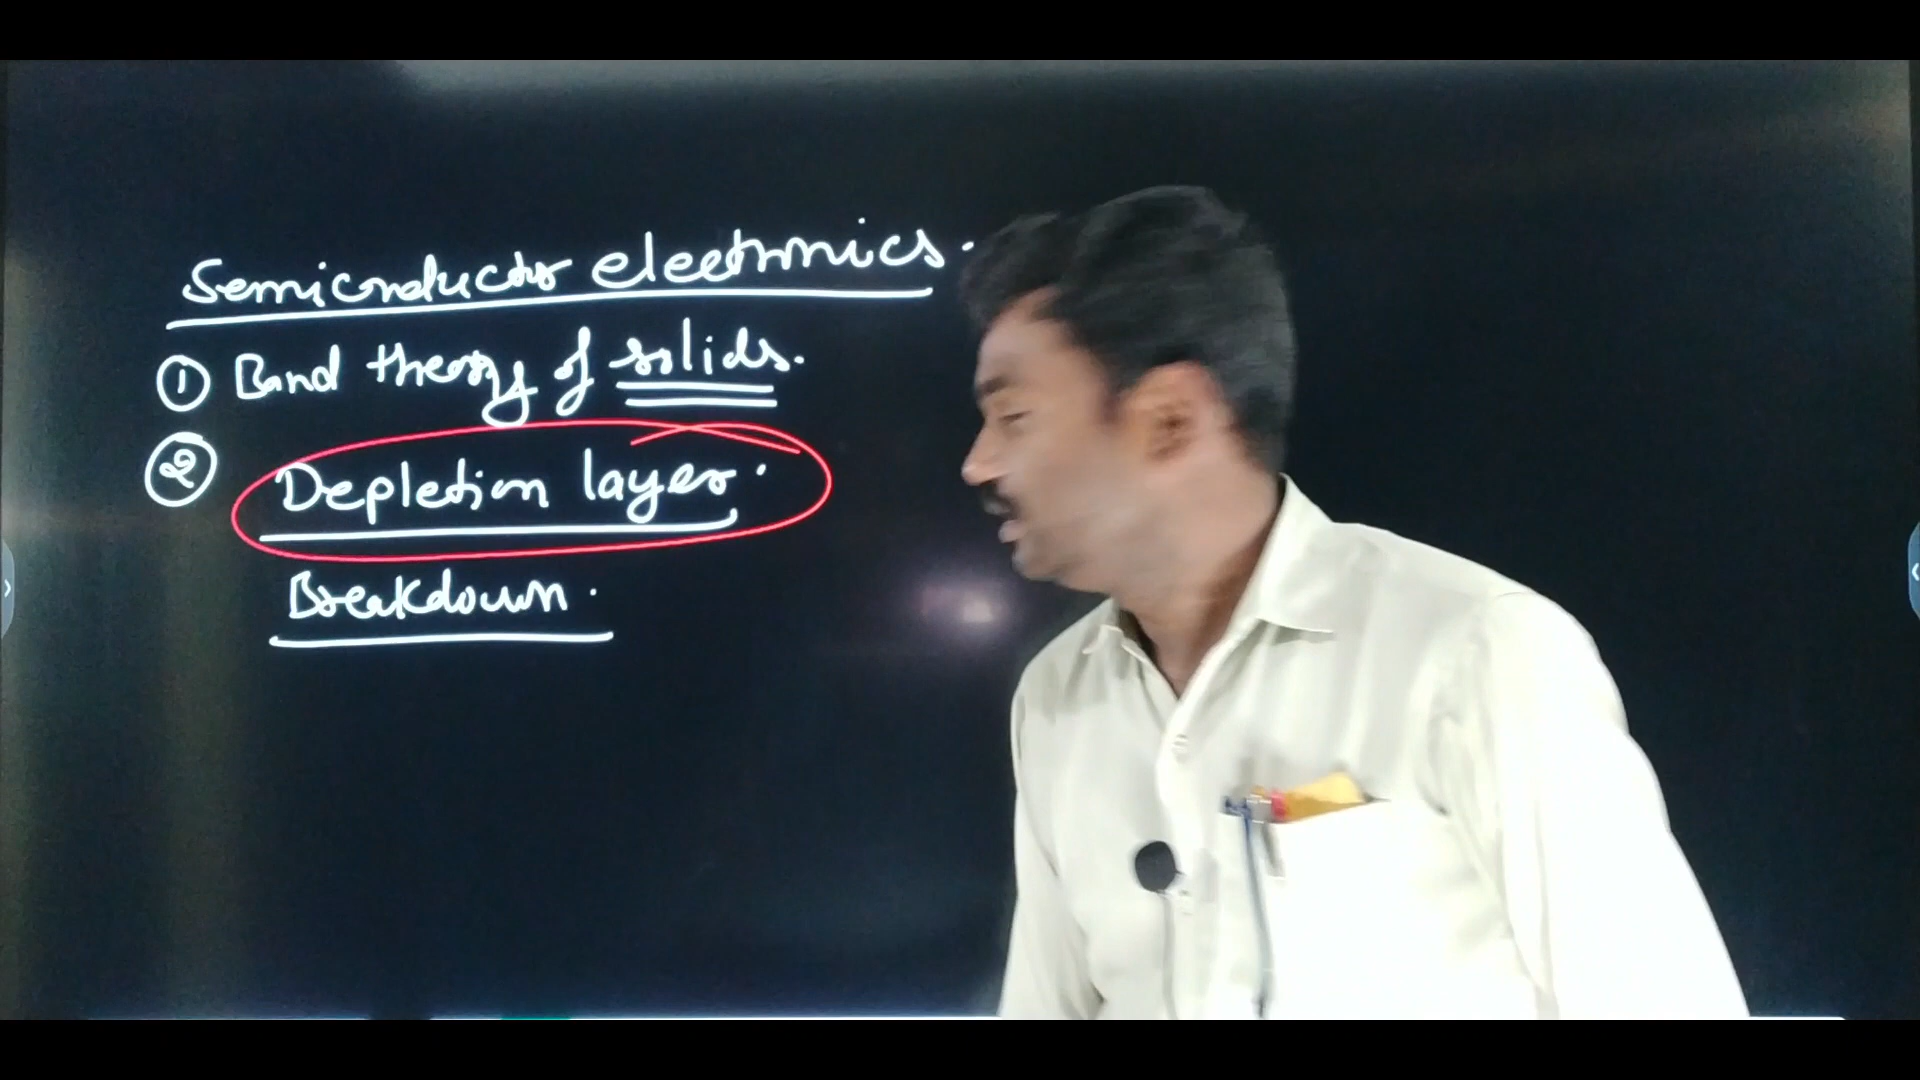 Semiconductor electronics.
① Band theory of solids.
② Depletion layer.
Breakdown.